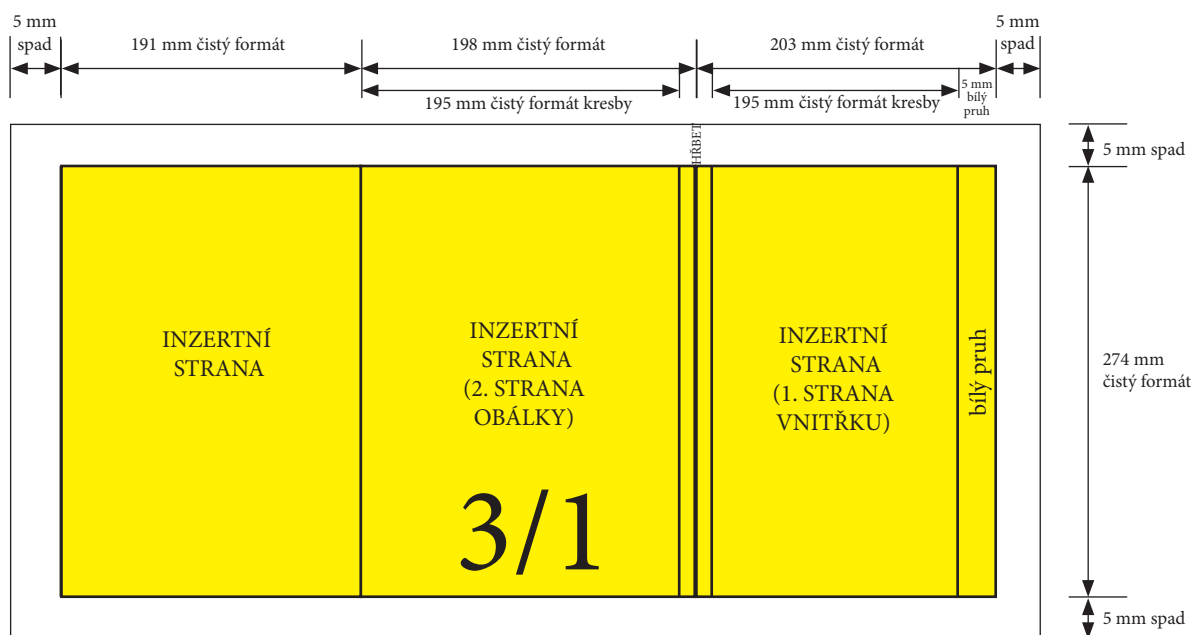 5 mm
spad
191 mm čistý formát
198 mm čistý formát
203 mm čistý formát
5 mm
spad
195 mm čistý formát kresby
195 mm čistý formát kresby
5 mm
bílý
pruh
HŘBET
5 mm spad
INZERTNÍ
STRANA
INZERTNÍ
STRANA
(2. STRANA
OBÁLKY)
INZERTNÍ
STRANA
(1. STRANA
VNITŘKU)
bílý pruh
274 mm
čistý formát
3/1
5 mm spad